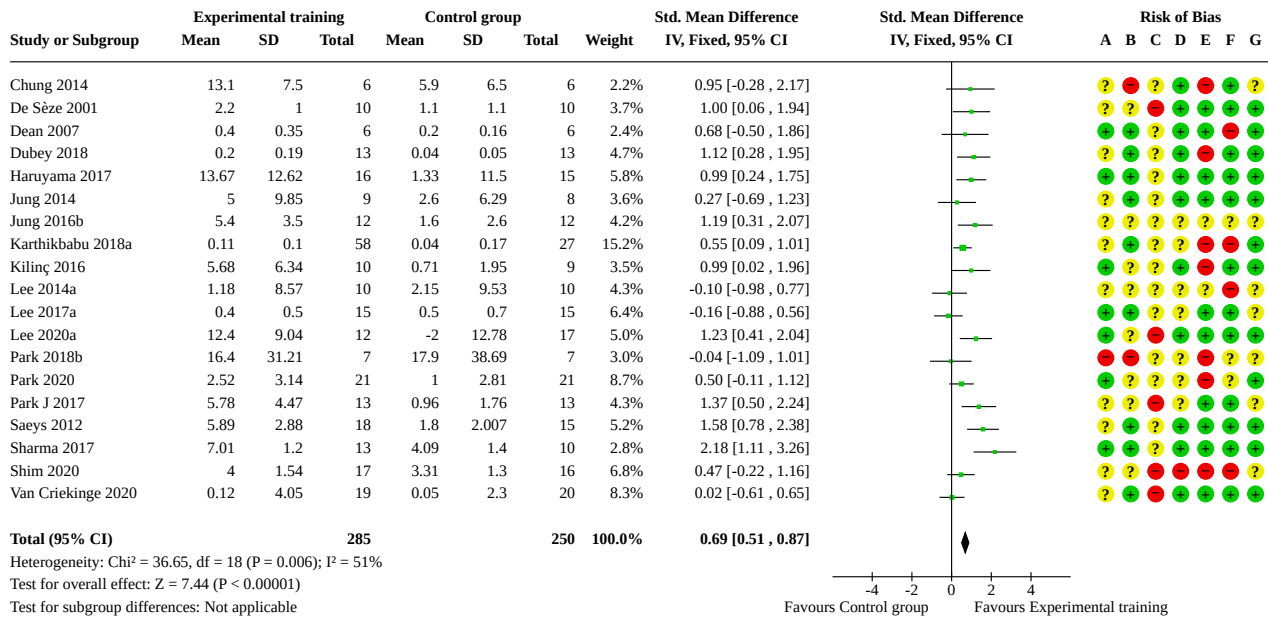 Experimental training Control group Std. Mean Difference Std. Mean Difference Risk of Bias
Study or Subgroup Mean SD Total Mean SD Total Weight IV, Fixed, 95% CI IV, Fixed, 95% CI A B C D E F G
Chung 2014 13.1 7.5 6 5.9 6.5 6 2.2% 0.95 [-0.28 , 2.17] ? − ? + − + ?
De Sèze 2001 2.2 1 10 1.1 1.1 10 3.7% 1.00 [0.06 , 1.94] ? ? − + + + +
Dean 2007 0.4 0.35 6 0.2 0.16 6 2.4% 0.68 [-0.50 , 1.86] + + ? + + − +
Dubey 2018 0.2 0.19 13 0.04 0.05 13 4.7% 1.12 [0.28 , 1.95] ? + ? + − + +
Haruyama 2017 13.67 12.62 16 1.33 11.5 15 5.8% 0.99 [0.24 , 1.75] + + ? + + + +
Jung 2014 5 9.85 9 2.6 6.29 8 3.4% 0.27 [-0.69 , 1.23] ? + ? + + + +
Jung 2016b 5.4 3.5 12 1.6 2.6 12 4.2% 1.19 [0.31 , 2.07] ? ? ? ? ? ? ?
Karthikbabu 2018a 0.11 0.1 58 0.04 0.17 27 15.2% 0.55 [0.09 , 1.01] ? + ? ? − − +
Kilinç 2016 5.68 6.34 10 0.71 1.95 9 3.5% 0.99 [0.02 , 1.96] + ? ? + − + +
Lee 2014a 1.18 8.57 10 2.15 9.53 10 4.3% -0.10 [-0.98 , 0.77] ? ? ? ? ? − ?
Lee 2017a 0.4 0.5 15 0.5 0.7 15 6.4% -0.16 [-0.88 , 0.56] + + ? ? + + ?
Lee 2020a 12.4 9.04 12 -2 12.78 17 5.0% 1.23 [0.41 , 2.04] + ? − + + + +
Park 2018b 16.4 31.21 7 17.9 38.69 7 3.0% -0.04 [-1.09 , 1.01] − − ? ? − ? ?
Park 2020 2.52 3.14 21 1 2.81 21 8.7% 0.50 [-0.11 , 1.12] + ? ? ? − ? +
Park J 2017 5.78 4.47 13 0.96 1.76 13 4.3% 1.37 [0.50 , 2.24] ? ? − ? + + ?
Saeys 2012 5.89 2.88 18 1.8 2.007 15 5.1% 1.58 [0.78 , 2.38] ? + ? + + + +
Sharma 2017 7.01 1.2 13 4.09 1.4 10 2.8% 2.18 [1.11 , 3.26] + + ? + + + +
Shim 2020 4 1.54 17 3.31 1.3 16 6.8% 0.47 [-0.22 , 1.16] ? ? − − − − ?
Van Criekinge 2020 0.12 4.05 19 0.05 2.3 20 8.3% 0.02 [-0.61 , 0.65] ? + − + + + +
Total (95% CI) 285 250 100.0% 0.69 [0.51 , 0.87]
Heterogeneity: Chi² = 36.65, df = 18 (P = 0.006); I² = 51%
Test for overall effect: Z = 7.44 (P < 0.00001)
Test for subgroup differences: Not applicable
-4 -2 0 2 4
Favours Control group Favours Experimental training